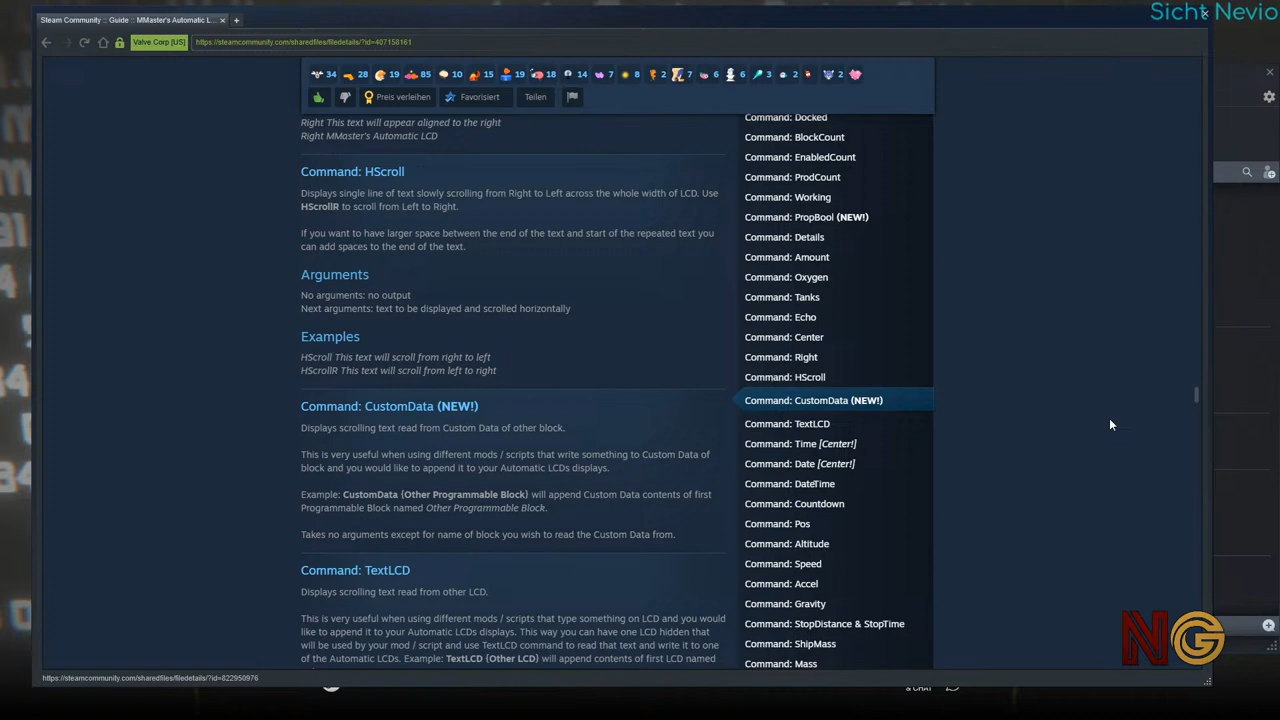 Sicht Nevio
Steam Community :: Guide :: MMaster's Automatic L...
Valve Corp [US]
https://steamcommunity.com/sharedfiles/filedetails/?id=407158161
34 28 19 85 10 15 19 18 14 7 8 2 7 6 6 3 2 2
Preis verleihen
Favorisiert
Teilen
Right This text will appear aligned to the right
Right MMaster's Automatic LCD
Command: HScroll
Displays single line of text slowly scrolling from Right to Left across the whole width of LCD. Use
HScrollR to scroll from Left to Right.
If you want to have larger space between the end of the text and start of the repeated text you
can add spaces to the end of the text.
Arguments
No arguments: no output
Next arguments: text to be displayed and scrolled horizontally
Examples
HScroll This text will scroll from right to left
HScrollR This text will scroll from left to right
Command: CustomData (NEW!)
Displays scrolling text read from Custom Data of other block.
This is very useful when using different mods / scripts that write something to Custom Data of
block and you would like to append it to your Automatic LCDs displays.
Example: CustomData {Other Programmable Block} will append Custom Data contents of first
Programmable Block named Other Programmable Block.
Takes no arguments except for name of block you wish to read the Custom Data from.
Command: TextLCD
Displays scrolling text read from other LCD.
This is very useful when using different mods / scripts that type something on LCD and you would
like to append it to your Automatic LCDs displays. This way you can have one LCD hidden that
will be used by your mod / script and use TextLCD command to read that text and write it to one
of the Automatic LCDs. Example: TextLCD {Other LCD} will append contents of first LCD named
Command: Docked
Command: BlockCount
Command: EnabledCount
Command: ProdCount
Command: Working
Command: PropBool (NEW!)
Command: Details
Command: Amount
Command: Oxygen
Command: Tanks
Command: Echo
Command: Center
Command: Right
Command: HScroll
Command: CustomData (NEW!)
Command: TextLCD
Command: Time [Center!]
Command: Date [Center!]
Command: DateTime
Command: Countdown
Command: Pos
Command: Altitude
Command: Speed
Command: Accel
Command: Gravity
Command: StopDistance & StopTime
Command: ShipMass
Command: Mass
NG
https://steamcommunity.com/sharedfiles/filedetails/?id=822950976
& CHAT